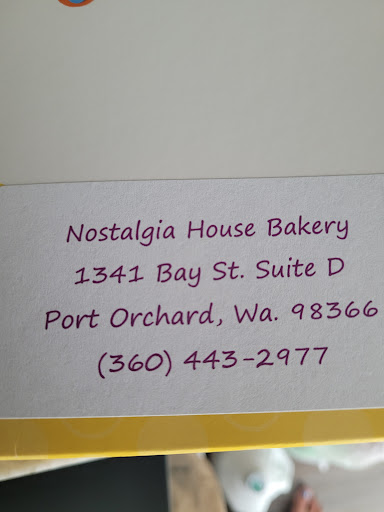 Nostalgia House Bakery
1341 Bay St. Suite D
Port Orchard, Wa. 98366
(360) 443-2977